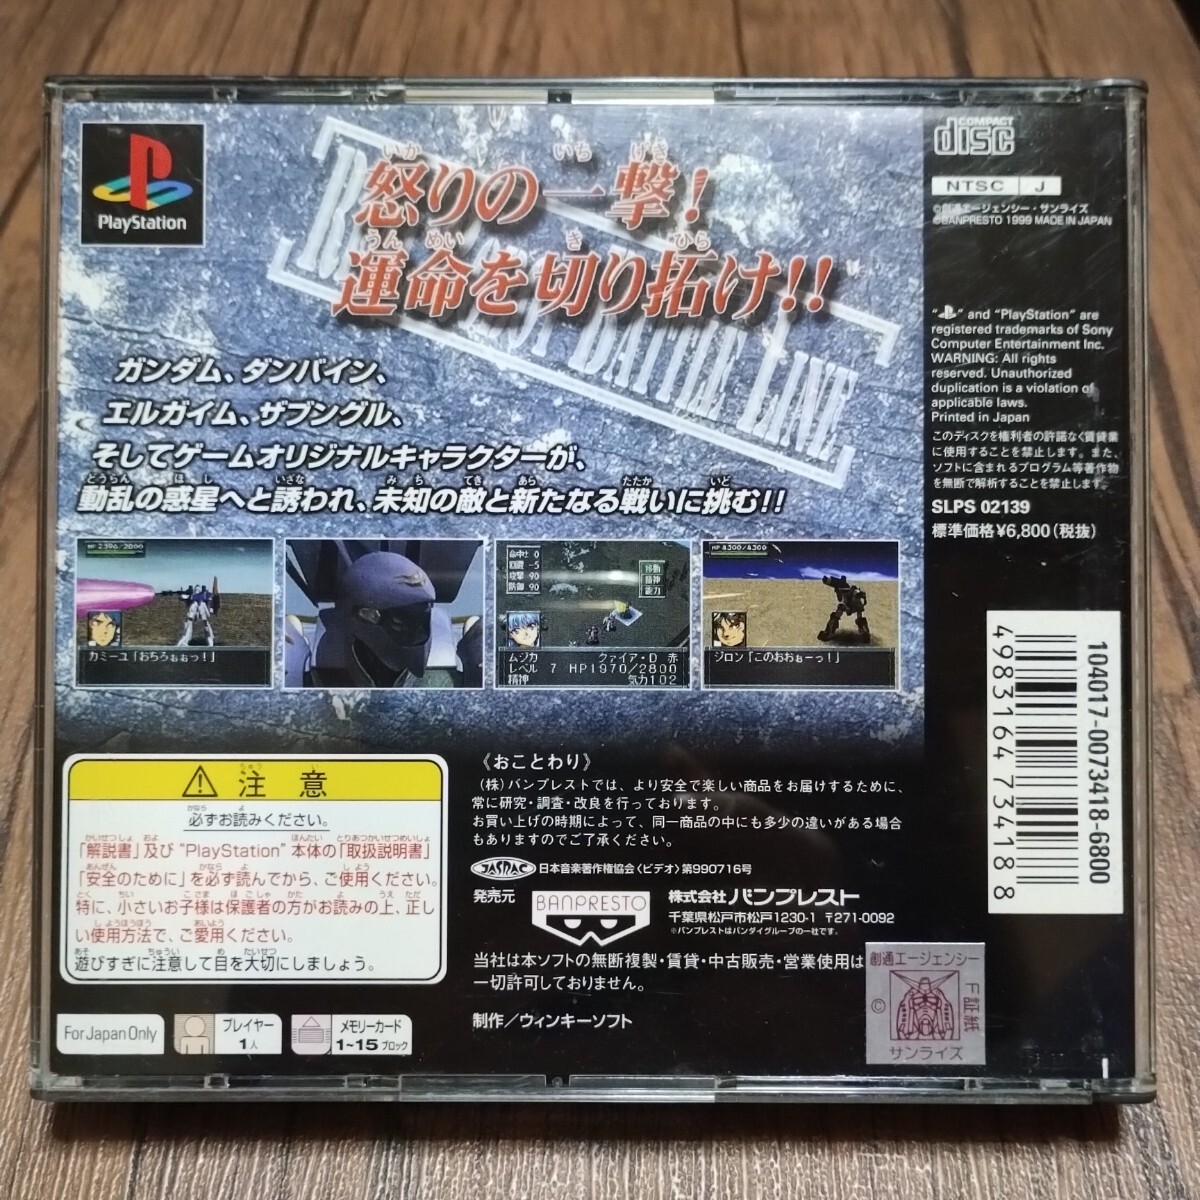 PlayStation
怒りの一撃!
運命を切り拓け!!
BATTLE LINE
ガンダム、ダンバイン、
エルガイム、ザブングル、
そしてゲームオリジナルキャラクターが、
動乱の惑星へと誘われ、未知の敵と新たなる戦いに挑む!!
カミーユ「おちろぉぉっ!」
命中± 0
回避 -5
攻撃 90
防御 90
移動
精神
能力
ムジカ クァイア・D 赤
レベル 7 HP1970/2800
精神 気力102
HP 8300/8300
ジロン「このおおぉーっ!」
COMPACT
disc
NTSC J
©創通エージェンシー・サンライズ
©BANPRESTO 1999 MADE IN JAPAN
" " and "PlayStation" are
registered trademarks of Sony
Computer Entertainment Inc.
WARNING: All rights
reserved. Unauthorized
duplication is a violation of
applicable laws.
Printed in Japan
このディスクを権利者の許諾なく賃貸業
に使用することを禁止します。また、
ソフトに含まれるプログラム等著作物
を無断で解析することを禁止します。
SLPS 02139
標準価格¥6,800(税抜)
104017-0073418-6800
4983164 734188
注意
必ずお読みください。
「解説書」及び"PlayStation"本体の「取扱説明書」
「安全のために」を必ず読んでから、ご使用ください。
特に、小さいお子様は保護者の方がお読みの上、正し
い使用方法で、ご愛用ください。
遊びすぎに注意して目を大切にしましょう。
For Japan Only
プレイヤー
1人
メモリーカード
1~15ブロック
《おことわり》
(株)バンプレストでは、より安全で楽しい商品をお届けするために、
常に研究・調査・改良を行っております。
お買い上げの時期によって、同一商品の中にも多少の違いがある場合
もありますのでご了承ください。
JASRAC 日本音楽著作権協会〈ビデオ〉第990716号
発売元
BANPRESTO
株式会社バンプレスト
千葉県松戸市松戸1230-1 〒271-0092
*バンプレストはバンダイグループの一社です。
当社は本ソフトの無断複製・賃貸・中古販売・営業使用は
一切許可しておりません。
制作/ウィンキーソフト
創通エージェンシー
©
F証紙
サンライズ